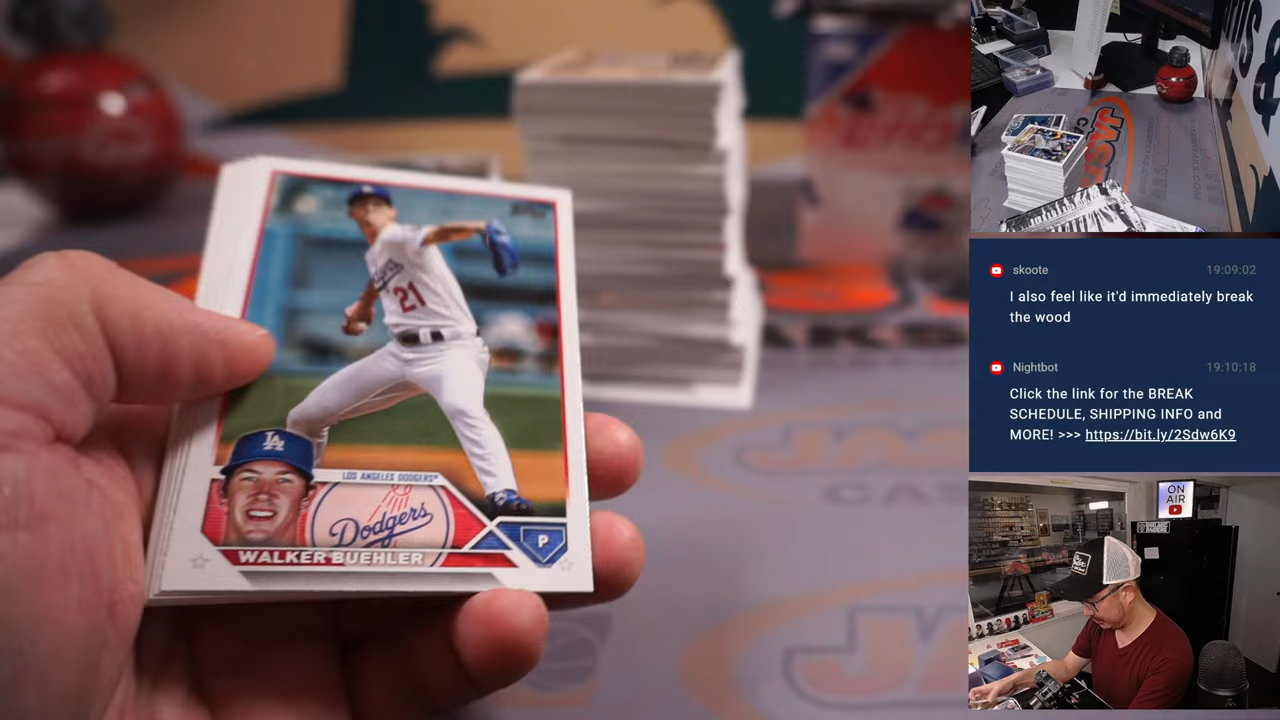 Dodgers
21
LA
LOS ANGELES DODGERS
Dodgers
WALKER BUEHLER
P
skoote 19:09:02
I also feel like it'd immediately break
the wood
Nightbot 19:10:18
Click the link for the BREAK
SCHEDULE, SHIPPING INFO and
MORE! >>> https://bit.ly/2Sdw6K9
ON
AIR